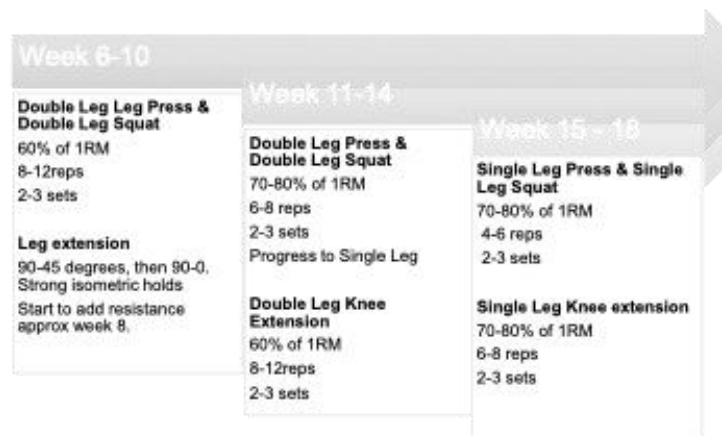 Week 6-10
Double Leg Leg Press &
Double Leg Squat
60% of 1RM
8-12reps
2-3 sets
Leg extension
90-45 degrees, then 90-0.
Strong isometric holds
Start to add resistance
approx week 8.
Week 11-14
Double Leg Press &
Double Leg Squat
70-80% of 1RM
6-8 reps
2-3 sets
Progress to Single Leg
Double Leg Knee
Extension
60% of 1RM
8-12reps
2-3 sets
Week 15 - 18
Single Leg Press & Single
Leg Squat
70-80% of 1RM
4-6 reps
2-3 sets
Single Leg Knee extension
70-80% of 1RM
6-8 reps
2-3 sets